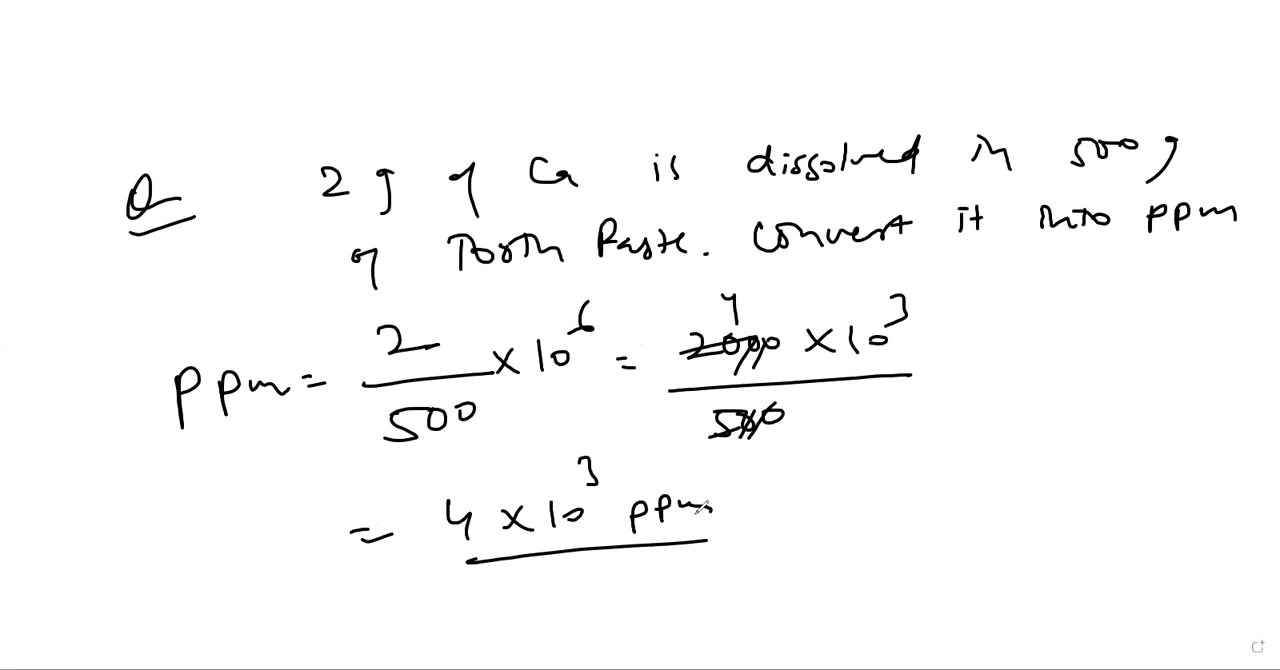 Q 2 g of Ca is dissolved in 500 g
of Tooth Paste. Convert it into ppm
ppm = 2/500 × 10^6 = 2000 × 10^3 / 500 4
= 4 × 10^3 ppm